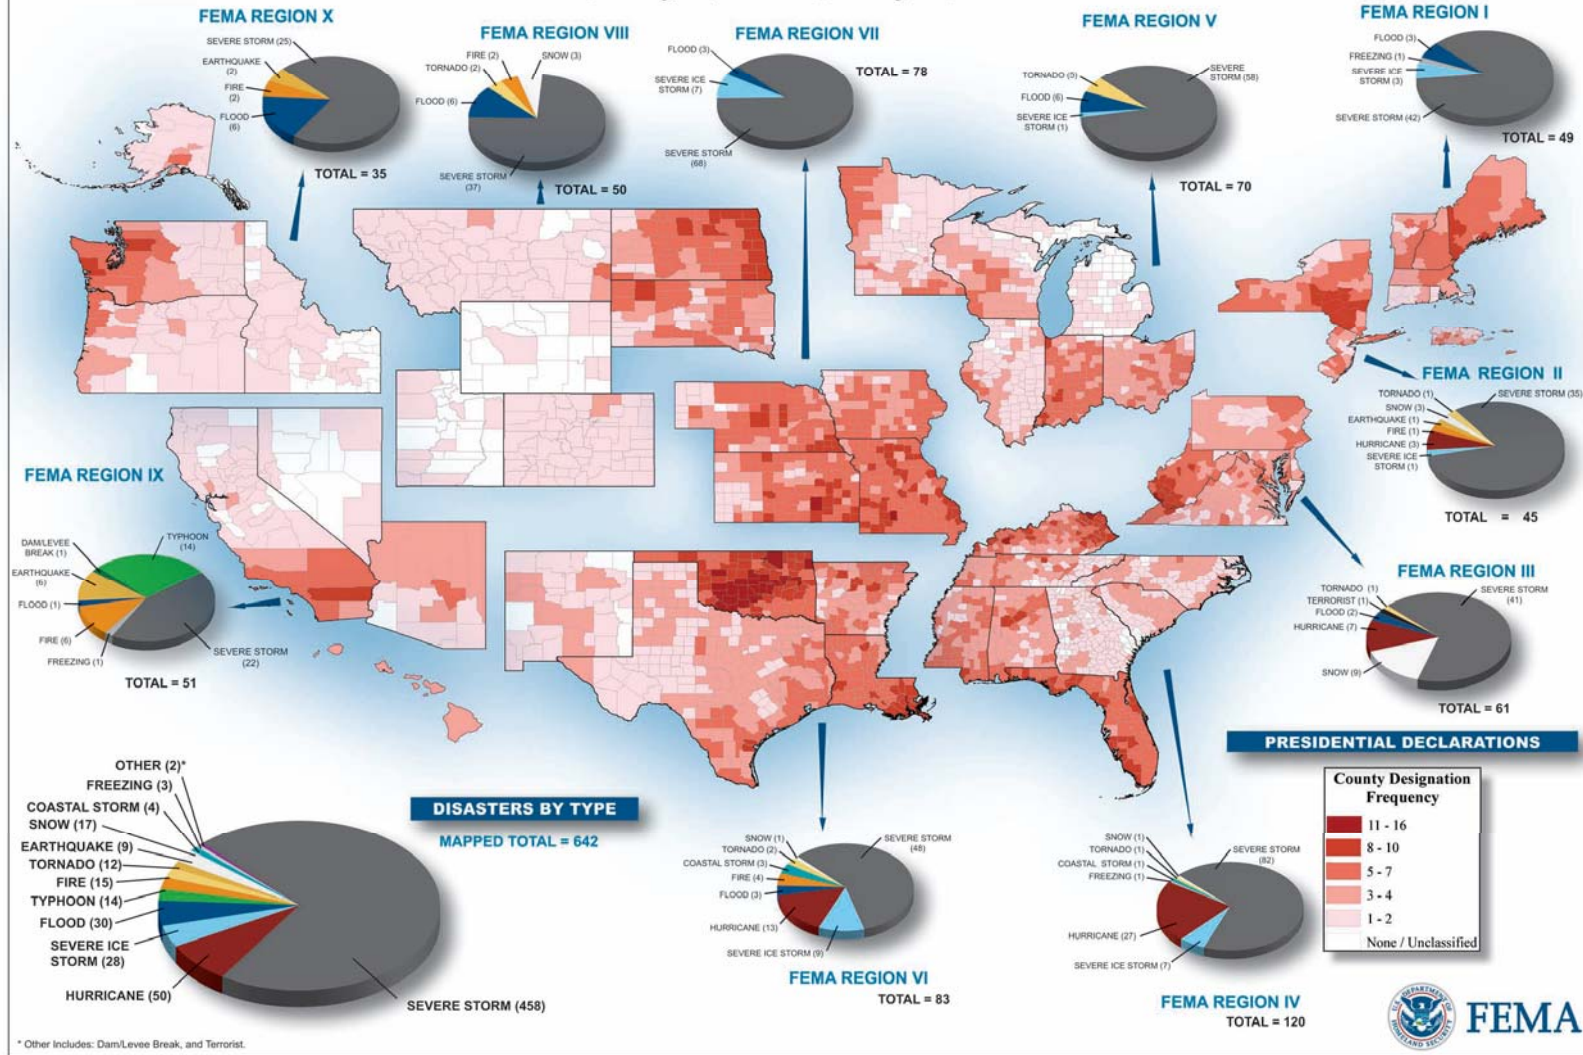 FEMA REGION X
SEVERE STORM (25)
EARTHQUAKE
(2)
FIRE
(2)
FLOOD
(6)
TOTAL = 35
FEMA REGION VIII
FIRE (2)
SNOW (3)
TORNADO (2)
FLOOD (6)
SEVERE STORM
(37)
TOTAL = 50
FEMA REGION VII
FLOOD (3)
SEVERE ICE
STORM (7)
SEVERE STORM
(68)
TOTAL = 78
FEMA REGION V
TORNADO (5)
FLOOD (6)
SEVERE ICE
STORM (1)
SEVERE
STORM (58)
TOTAL = 70
FEMA REGION I
FLOOD (3)
FREEZING (1)
SEVERE ICE
STORM (3)
SEVERE STORM (42)
TOTAL = 49
FEMA REGION II
TORNADO (1)
SEVERE STORM (35)
SNOW (3)
EARTHQUAKE (1)
FIRE (1)
HURRICANE (3)
SEVERE ICE
STORM (1)
TOTAL = 45
FEMA REGION IX
DAM/LEVEE
BREAK (1)
TYPHOON
(14)
EARTHQUAKE
(6)
FLOOD (1)
FIRE (6)
FREEZING (1)
SEVERE STORM
(22)
TOTAL = 51
FEMA REGION III
TORNADO (1)
TERRORIST (1)
FLOOD (2)
HURRICANE (7)
SNOW (9)
SEVERE STORM
(41)
TOTAL = 61
PRESIDENTIAL DECLARATIONS
County Designation
Frequency
11 - 16
8 - 10
5 - 7
3 - 4
1 - 2
None / Unclassified
DISASTERS BY TYPE
MAPPED TOTAL = 642
OTHER (2)*
FREEZING (3)
COASTAL STORM (4)
SNOW (17)
EARTHQUAKE (9)
TORNADO (12)
FIRE (15)
TYPHOON (14)
FLOOD (30)
SEVERE ICE
STORM (28)
HURRICANE (50)
SEVERE STORM (458)
SNOW (1)
TORNADO (2)
COASTAL STORM (3)
FIRE (4)
FLOOD (3)
HURRICANE (13)
SEVERE ICE STORM (9)
SEVERE STORM
(48)
FEMA REGION VI
TOTAL = 83
SNOW (1)
TORNADO (1)
COASTAL STORM (1)
FREEZING (1)
HURRICANE (27)
SEVERE ICE STORM (7)
SEVERE STORM
(82)
FEMA REGION IV
TOTAL = 120
U.S. DEPARTMENT OF
HOMELAND SECURITY
FEMA
* Other Includes: Dam/Levee Break, and Terrorist.